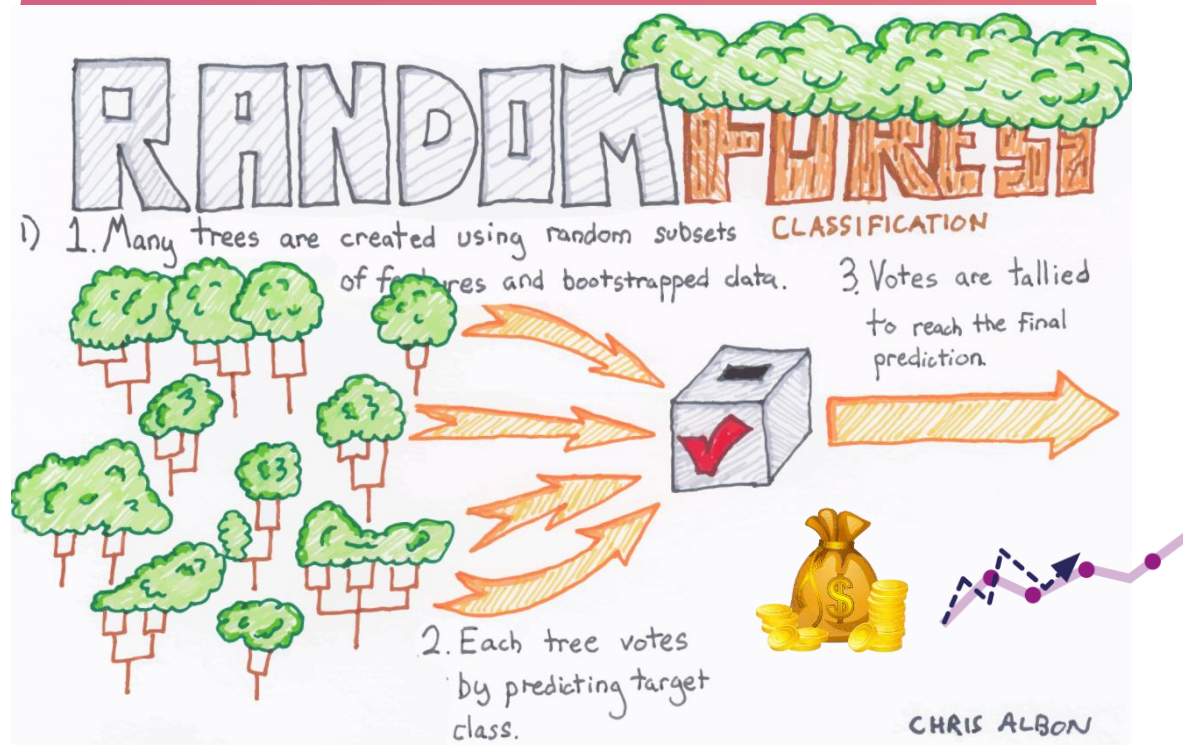 RANDOM FOREST
CLASSIFICATION
1) 1. Many trees are created using random subsets
of features and bootstrapped data.
3. Votes are tallied
to reach the final
prediction.
2. Each tree votes
by predicting target
class.
$
CHRIS ALBON